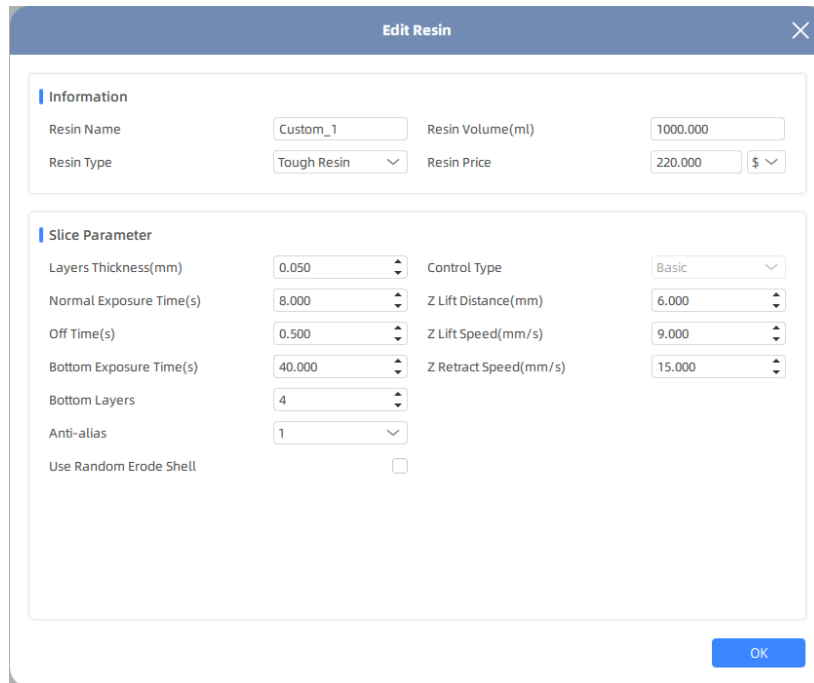 Edit Resin
Information
Resin Name Custom_1 Resin Volume(ml) 1000.000
Resin Type Tough Resin Resin Price 220.000 $
Slice Parameter
Layers Thickness(mm) 0.050 Control Type Basic
Normal Exposure Time(s) 8.000 Z Lift Distance(mm) 6.000
Off Time(s) 0.500 Z Lift Speed(mm/s) 9.000
Bottom Exposure Time(s) 40.000 Z Retract Speed(mm/s) 15.000
Bottom Layers 4
Anti-alias 1
Use Random Erode Shell
OK